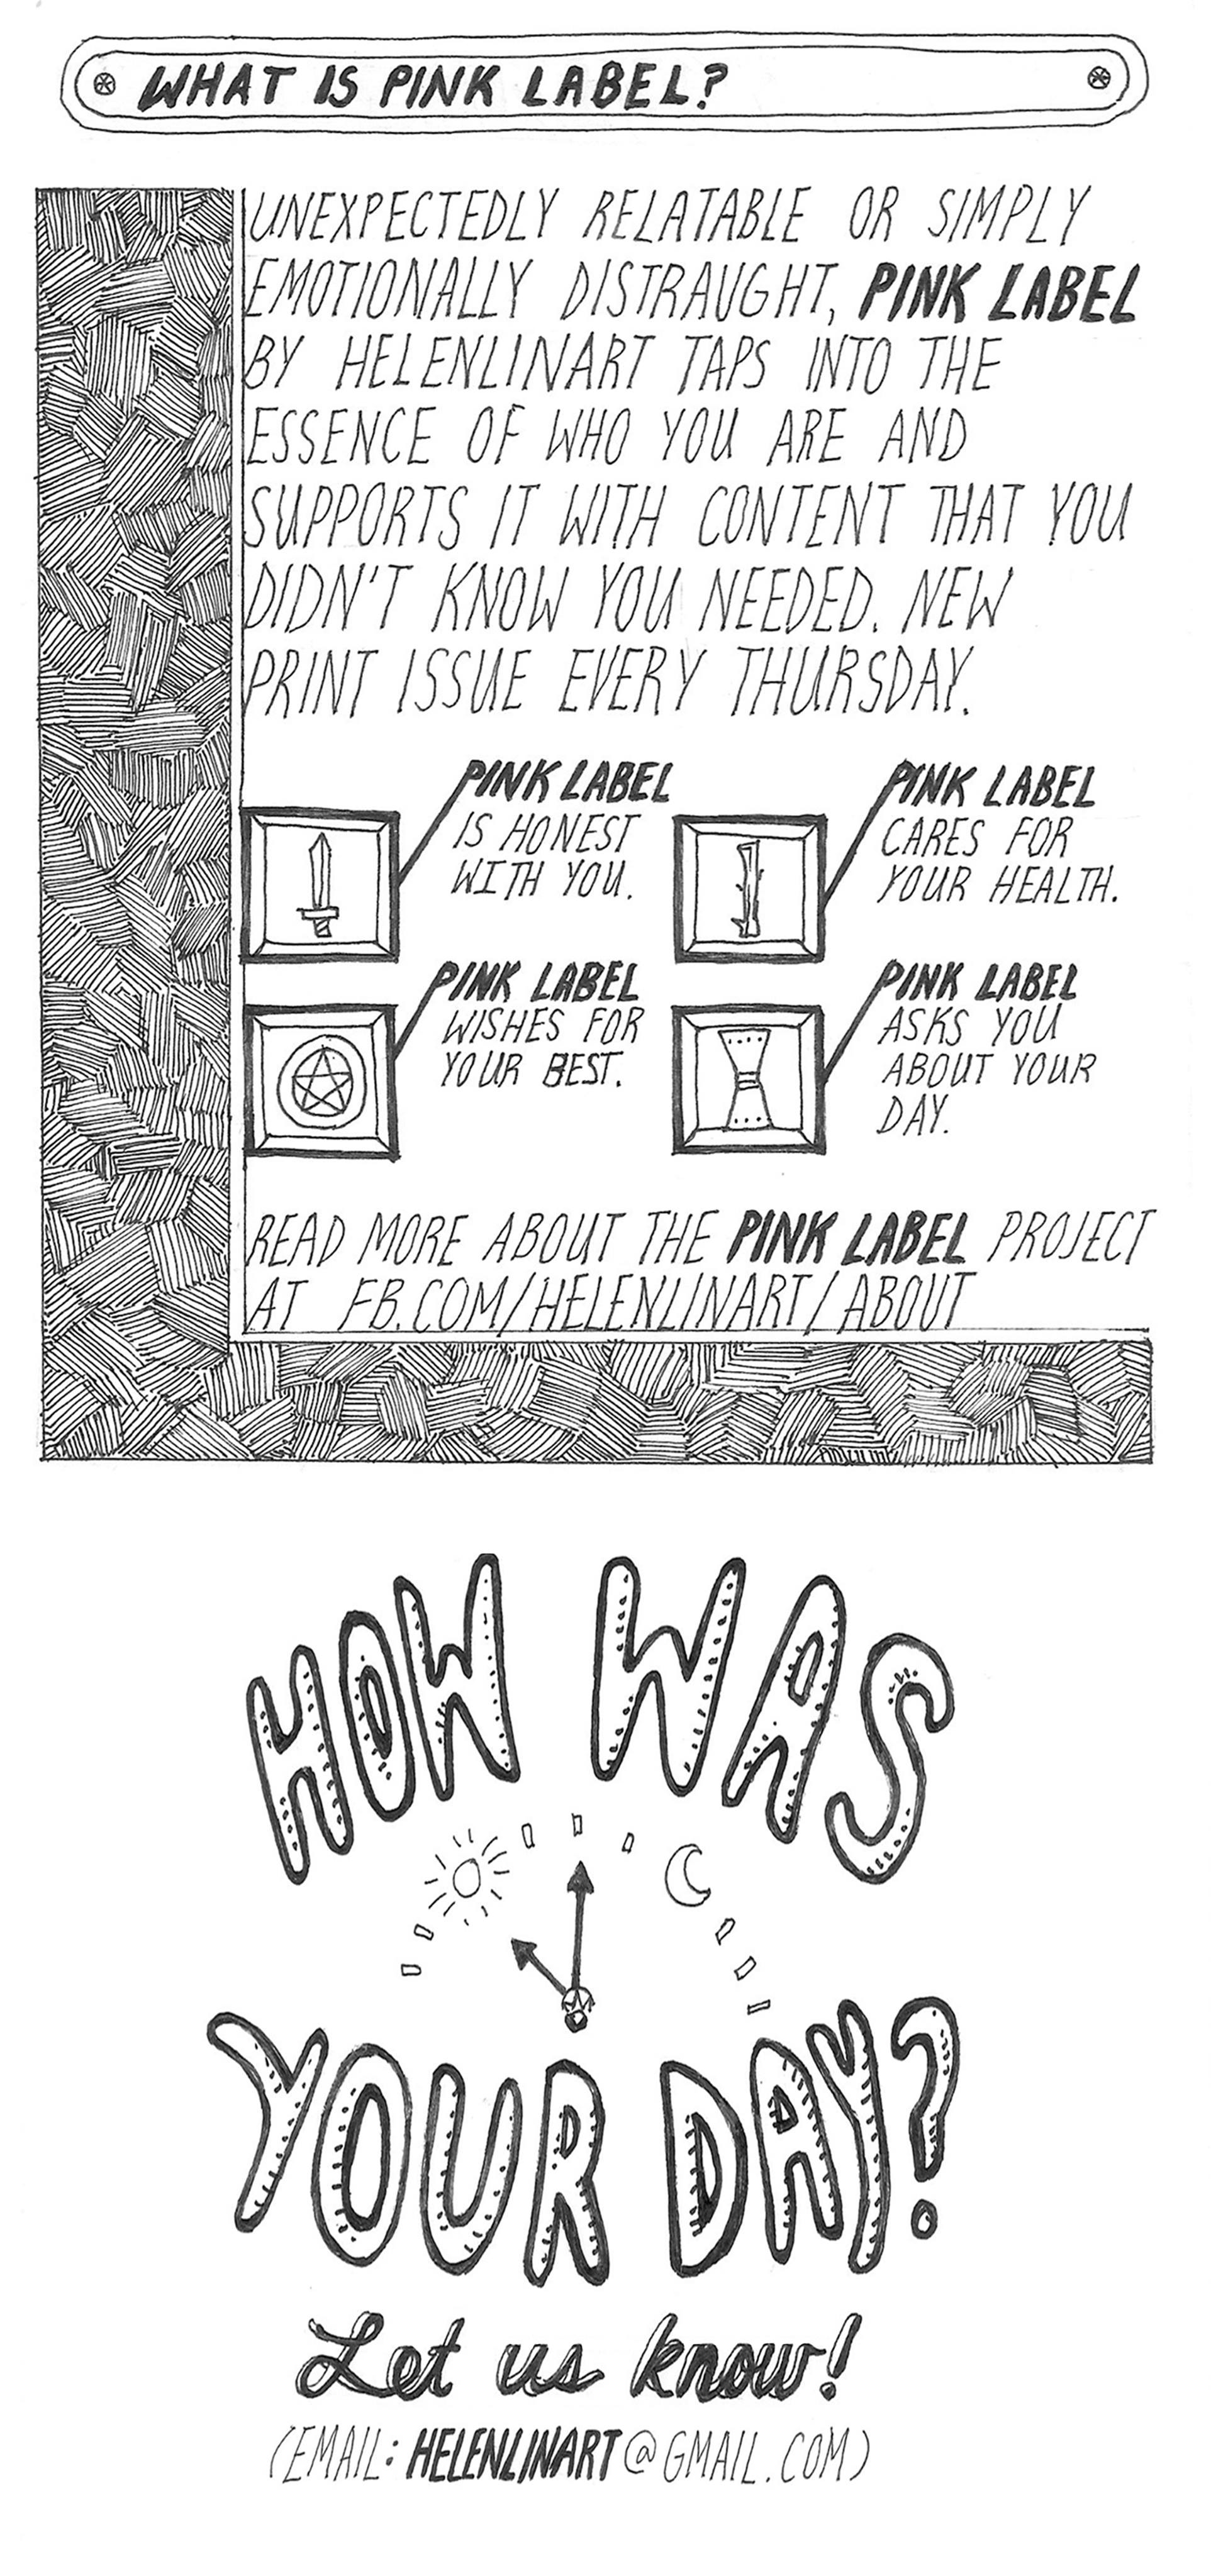 WHAT IS PINK LABEL?
UNEXPECTEDLY RELATABLE OR SIMPLY
EMOTIONALLY DISTRAUGHT, PINK LABEL
BY HELENLINART TAPS INTO THE
ESSENCE OF WHO YOU ARE AND
SUPPORTS IT WITH CONTENT THAT YOU
DIDN'T KNOW YOU NEEDED. NEW
PRINT ISSUE EVERY THURSDAY.
PINK LABEL
IS HONEST
WITH YOU.
PINK LABEL
CARES FOR
YOUR HEALTH.
PINK LABEL
WISHES FOR
YOUR BEST.
PINK LABEL
ASKS YOU
ABOUT YOUR
DAY.
READ MORE ABOUT THE PINK LABEL PROJECT
AT FB.COM/HELENLINART/ABOUT
HOW WAS
YOUR DAY?
Let us know!
(EMAIL: HELENLINART@GMAIL.COM)